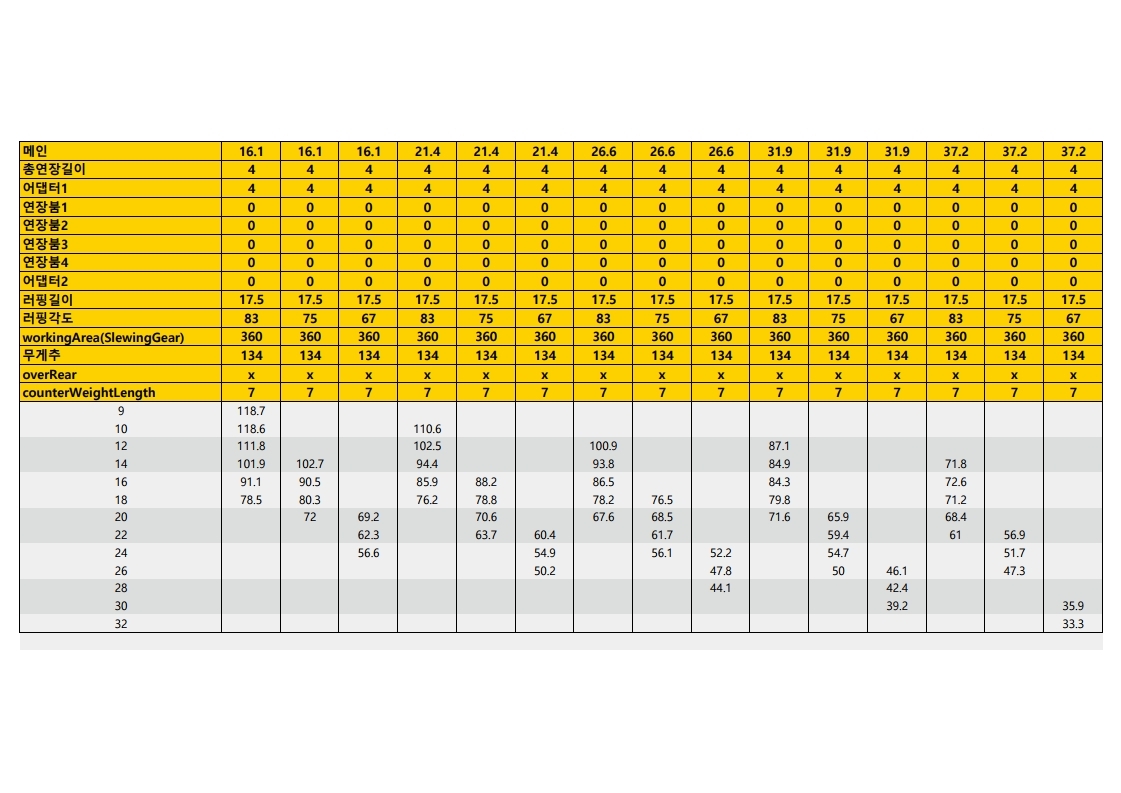 메인 16.1 16.1 16.1 21.4 21.4 21.4 26.6 26.6 26.6 31.9 31.9 31.9 37.2 37.2 37.2
총연장길이 4 4 4 4 4 4 4 4 4 4 4 4 4 4 4
어댑터1 4 4 4 4 4 4 4 4 4 4 4 4 4 4 4
연장붐1 0 0 0 0 0 0 0 0 0 0 0 0 0 0 0
연장붐2 0 0 0 0 0 0 0 0 0 0 0 0 0 0 0
연장붐3 0 0 0 0 0 0 0 0 0 0 0 0 0 0 0
연장붐4 0 0 0 0 0 0 0 0 0 0 0 0 0 0 0
어댑터2 0 0 0 0 0 0 0 0 0 0 0 0 0 0 0
러핑길이 17.5 17.5 17.5 17.5 17.5 17.5 17.5 17.5 17.5 17.5 17.5 17.5 17.5 17.5 17.5
러핑각도 83 75 67 83 75 67 83 75 67 83 75 67 83 75 67
workingArea(SlewingGear) 360 360 360 360 360 360 360 360 360 360 360 360 360 360 360
무게추 134 134 134 134 134 134 134 134 134 134 134 134 134 134 134
overRear x x x x x x x x x x x x x x x
counterWeightLength 7 7 7 7 7 7 7 7 7 7 7 7 7 7 7
9 118.7
10 118.6 110.6
12 111.8 102.5 100.9 87.1
14 101.9 102.7 94.4 93.8 84.9 71.8
16 91.1 90.5 85.9 88.2 86.5 84.3 72.6
18 78.5 80.3 76.2 78.8 78.2 76.5 79.8 71.2
20 72 69.2 70.6 67.6 68.5 71.6 65.9 68.4
22 62.3 63.7 60.4 61.7 59.4 61 56.9
24 56.6 54.9 56.1 52.2 54.7 51.7
26 50.2 47.8 50 46.1 47.3
28 44.1 42.4
30 39.2 35.9
32 33.3